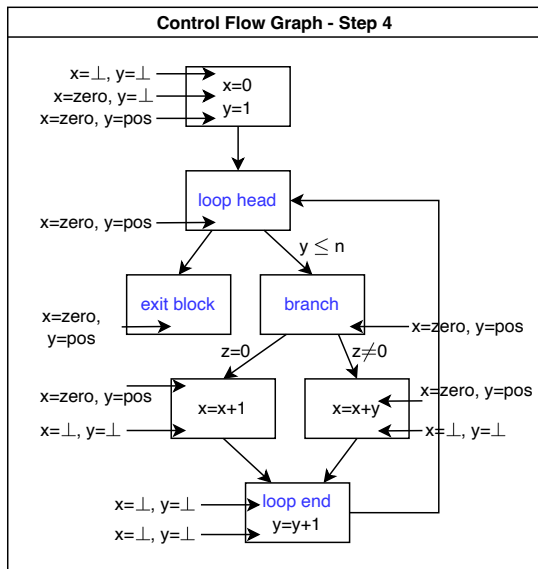 Control Flow Graph - Step 4
x=⊥, y=⊥
x=zero, y=⊥
x=zero, y=pos
x=0
y=1
loop head
x=zero, y=pos
y ≤ n
exit block
branch
x=zero,
y=pos
x=zero, y=pos
z=0
z≠0
x=zero, y=pos
x=⊥, y=⊥
x=x+1
x=x+y
x=zero, y=pos
x=⊥, y=⊥
x=⊥, y=⊥
x=⊥, y=⊥
loop end
y=y+1